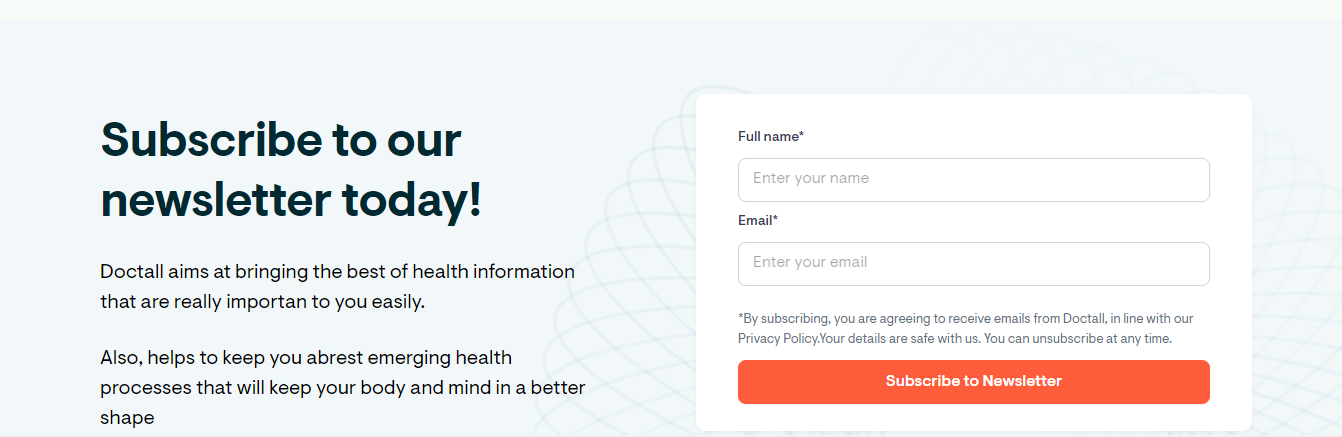 Subscribe to our
newsletter today!
Doctall aims at bringing the best of health information
that are really importan to you easily.
Also, helps to keep you abrest emerging health
processes that will keep your body and mind in a better
shape
Full name*
Enter your name
Email*
Enter your email
*By subscribing, you are agreeing to receive emails from Doctall, in line with our
Privacy Policy.Your details are safe with us. You can unsubscribe at any time.
Subscribe to Newsletter